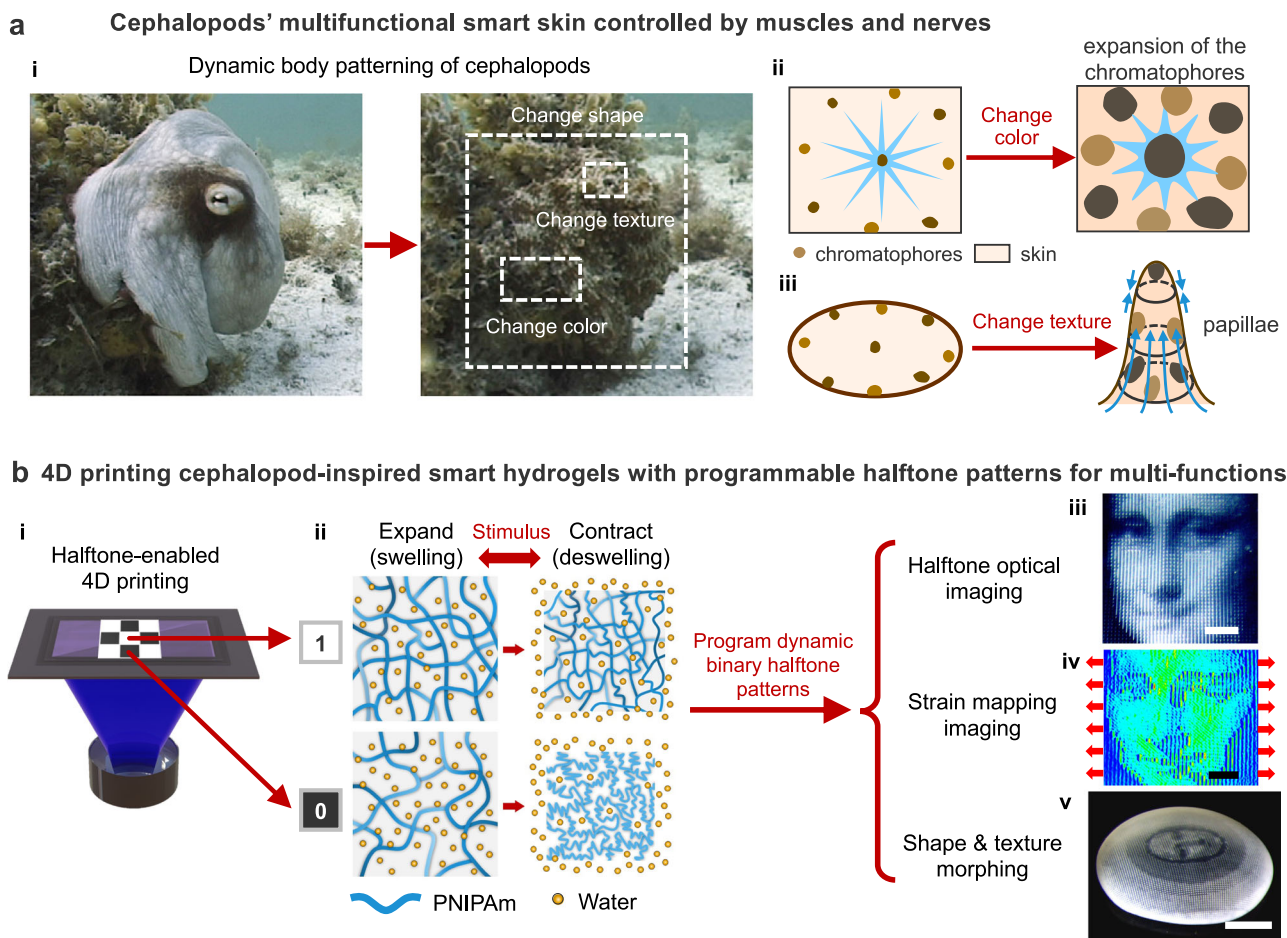 a
Cephalopods’ multifunctional smart skin controlled by muscles and nerves
i
Dynamic body patterning of cephalopods
Change shape
Change texture
Change color
ii
Change
color
expansion of the
chromatophores
chromatophores
skin
iii
Change texture
papillae
b
4D printing cephalopod-inspired smart hydrogels with programmable halftone patterns for multi-functions
i
Halftone-enabled
4D printing
1
0
ii
Expand
(swelling)
Stimulus
Contract
(deswelling)
PNIPAm
Water
Program dynamic
binary halftone
patterns
Halftone optical
imaging
iii
Strain mapping
imaging
iv
Shape & texture
morphing
v